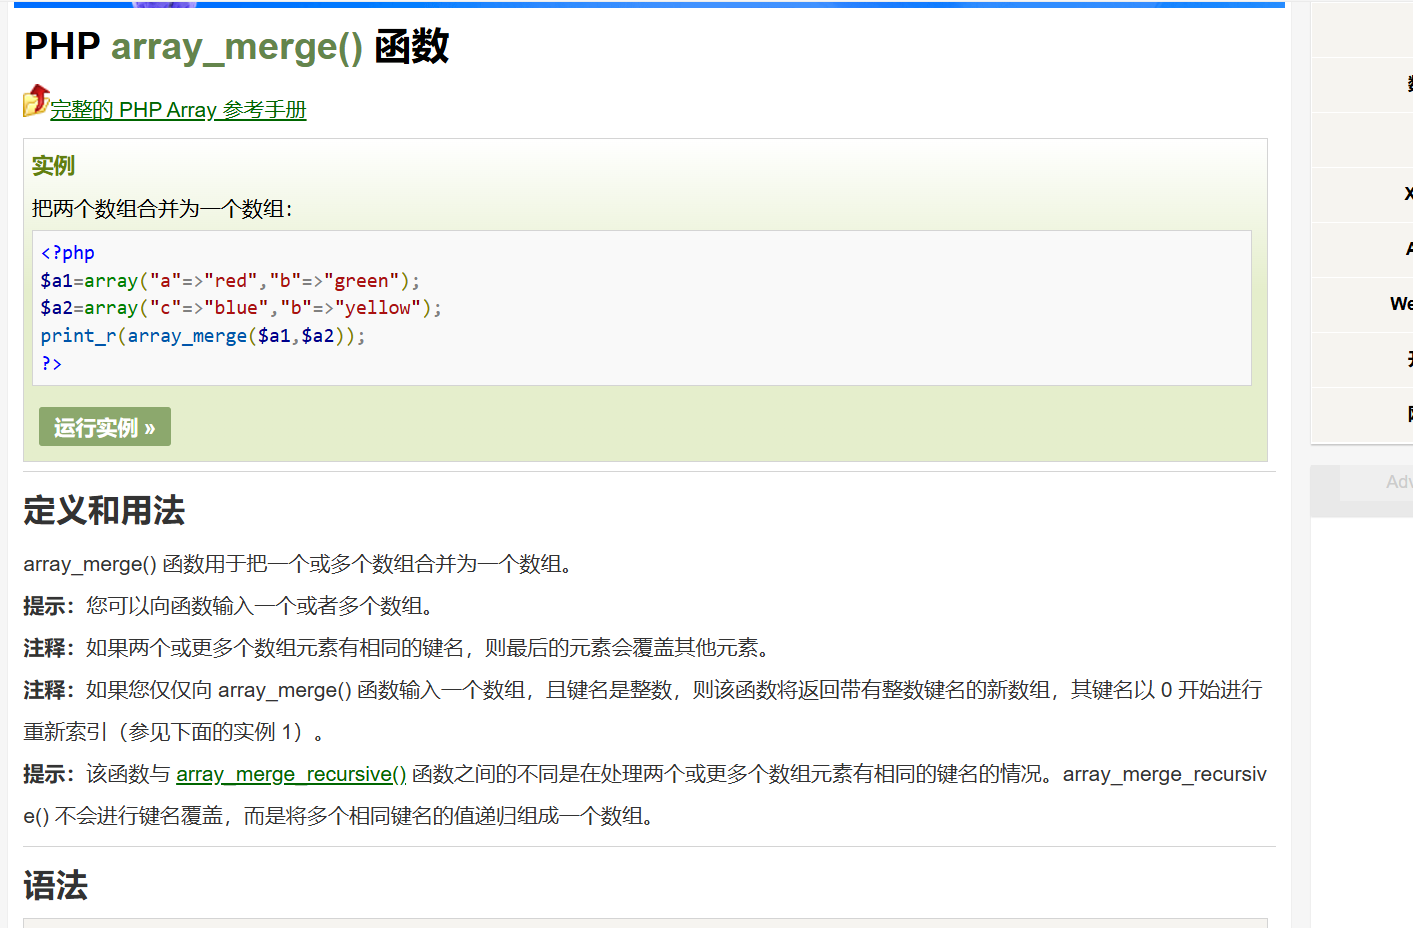 PHP array_merge() 函数
完整的 PHP Array 参考手册
实例
把两个数组合并为一个数组：
<?php
$a1=array("a"=>"red","b"=>"green");
$a2=array("c"=>"blue","b"=>"yellow");
print_r(array_merge($a1,$a2));
?>
运行实例 »
定义和用法
array_merge() 函数用于把一个或多个数组合并为一个数组。
提示：您可以向函数输入一个或者多个数组。
注释：如果两个或更多个数组元素有相同的键名，则最后的元素会覆盖其他元素。
注释：如果您仅仅向 array_merge() 函数输入一个数组，且键名是整数，则该函数将返回带有整数键名的新数组，其键名以 0 开始进行
重新索引（参见下面的实例 1）。
提示：该函数与 array_merge_recursive() 函数之间的不同是在处理两个或更多个数组元素有相同的键名的情况。array_merge_recursiv
e() 不会进行键名覆盖，而是将多个相同键名的值递归组成一个数组。
语法
X
A
We
Adv